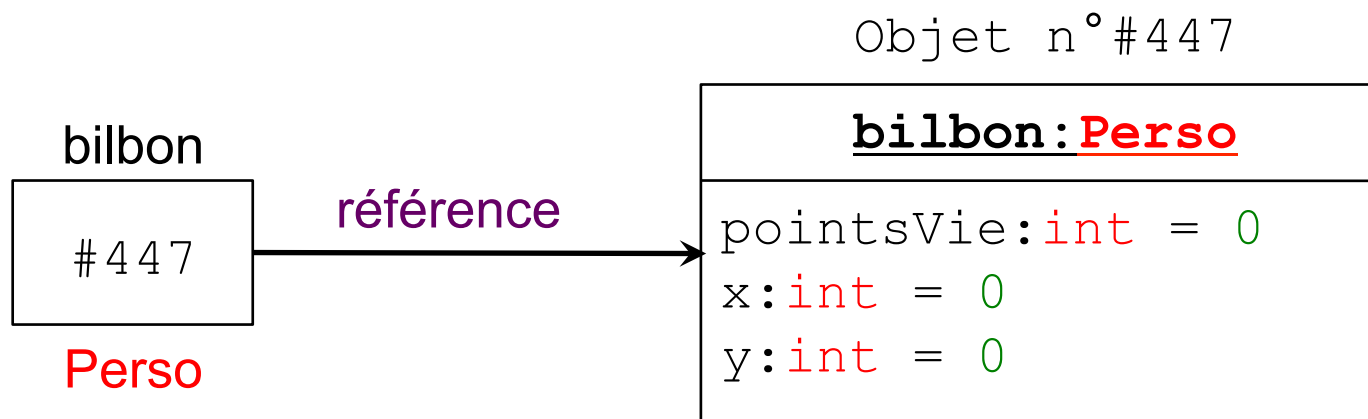 bilbon
#447
Perso
référence
Objet n°#447
bilbon:Perso
pointsVie:int = 0
x:int = 0
y:int = 0